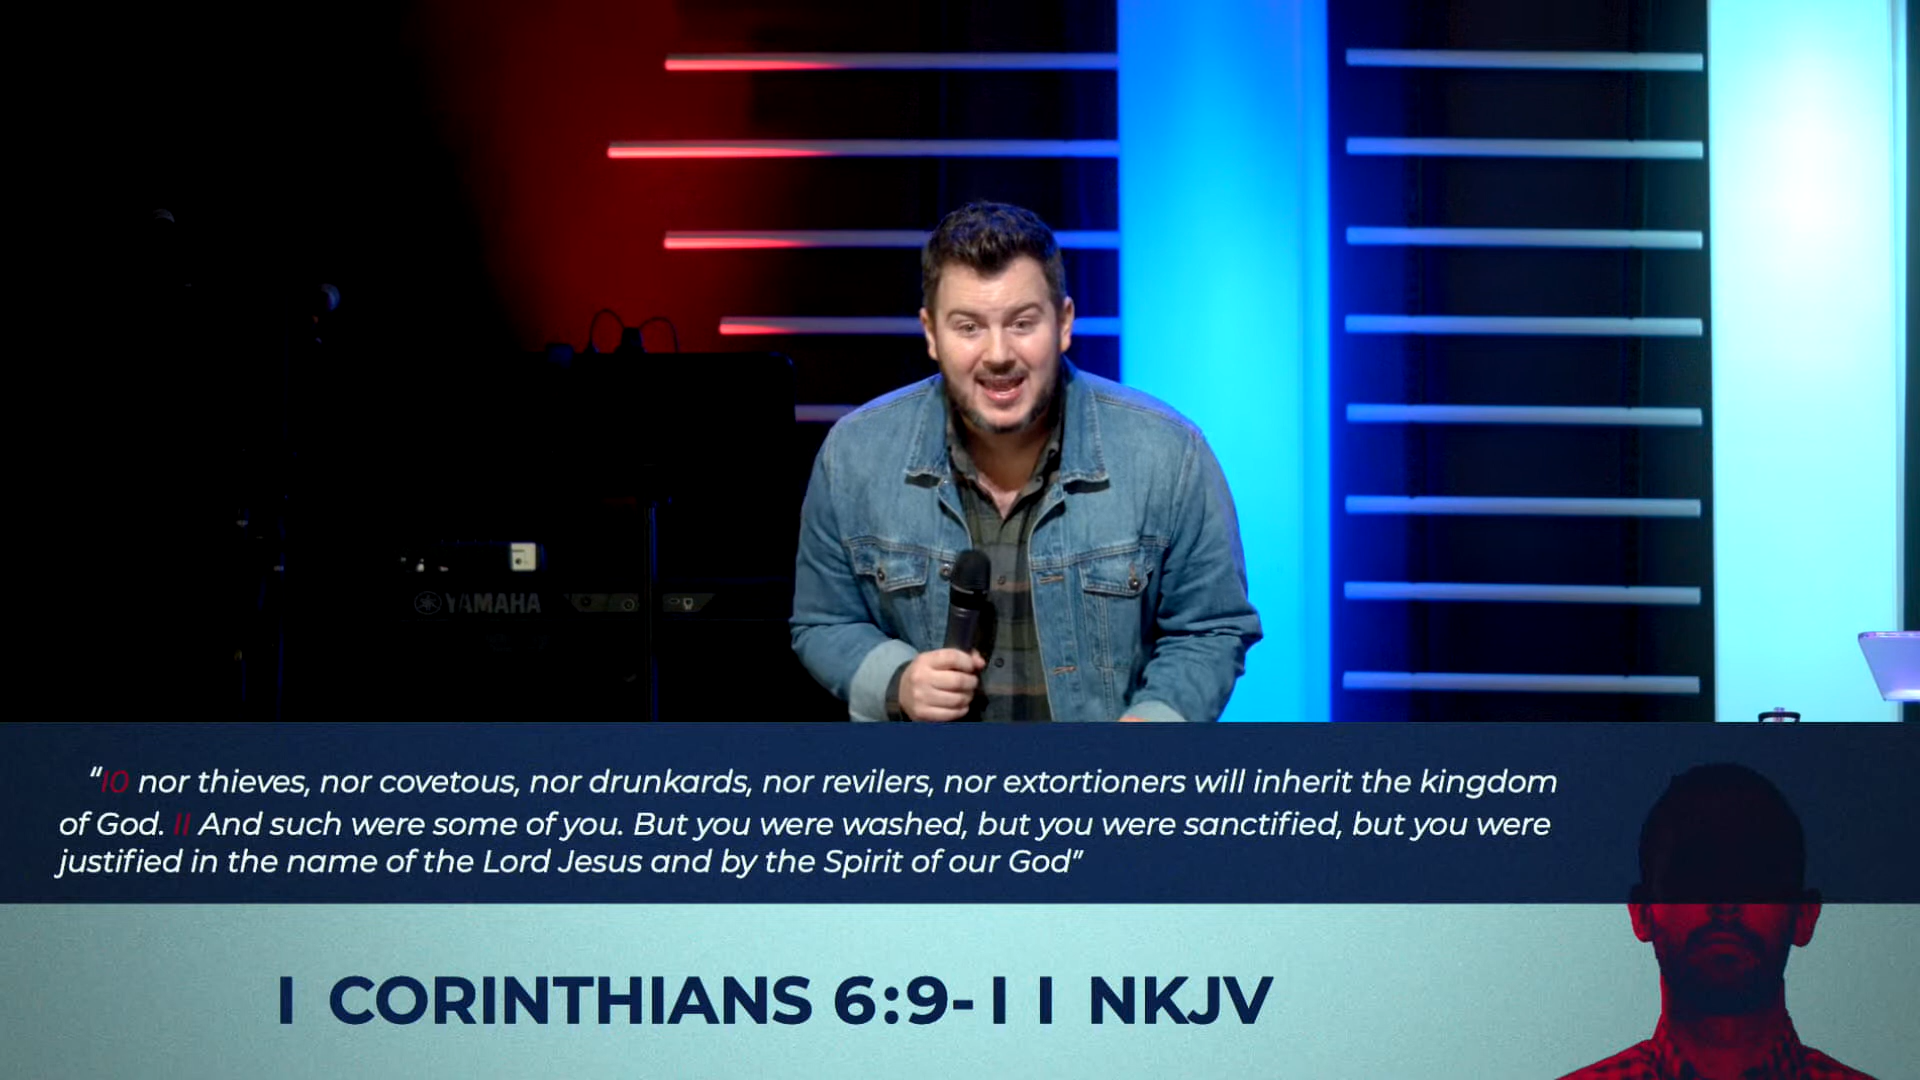 YAMAHA
"10 nor thieves, nor covetous, nor drunkards, nor revilers, nor extortioners will inherit the kingdom
of God. 11 And such were some of you. But you were washed, but you were sanctified, but you were
justified in the name of the Lord Jesus and by the Spirit of our God"
I CORINTHIANS 6:9-11 NKJV